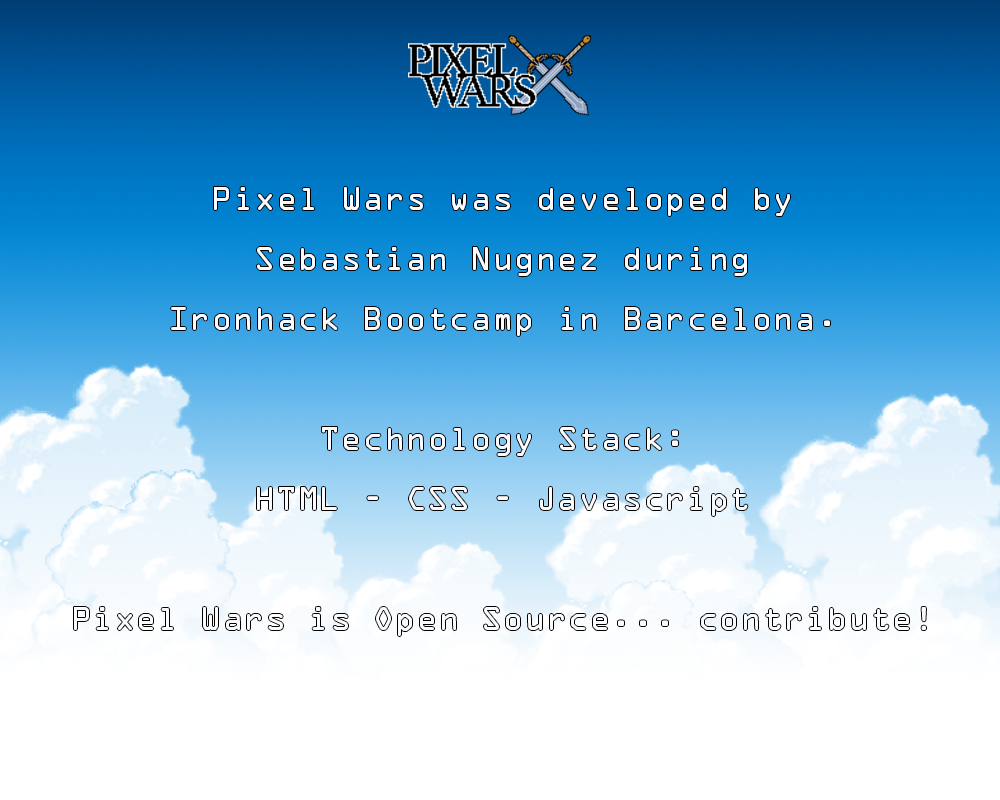 PIXEL
WARS
Pixel Wars was developed by
Sebastian Nugnez during
Ironhack Bootcamp in Barcelona.
Technology Stack:
HTML - CSS - Javascript
Pixel Wars is Open Source... contribute!